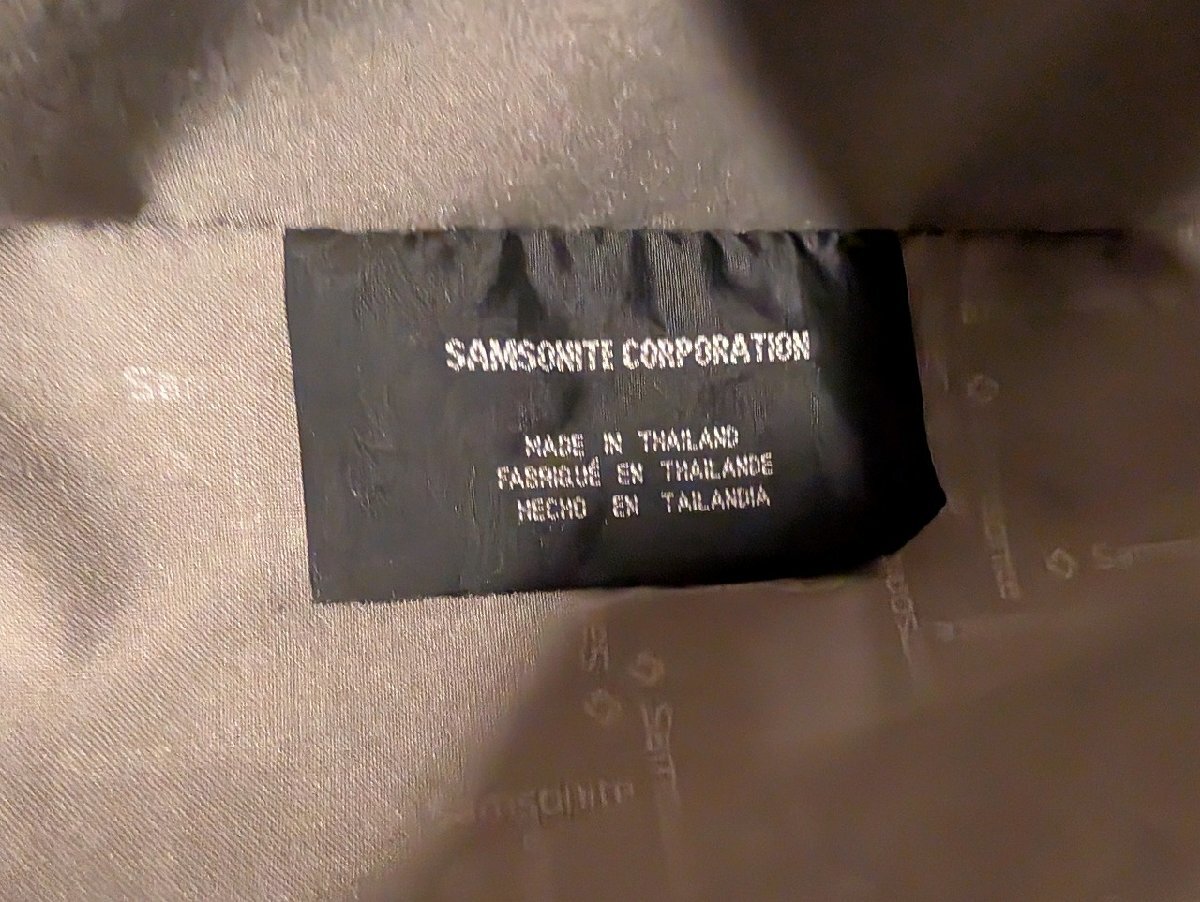 SAMSONITE CORPORATION
MADE IN THAILAND
FABRIQUÉ EN THAILANDE
HECHO EN TAILANDIA